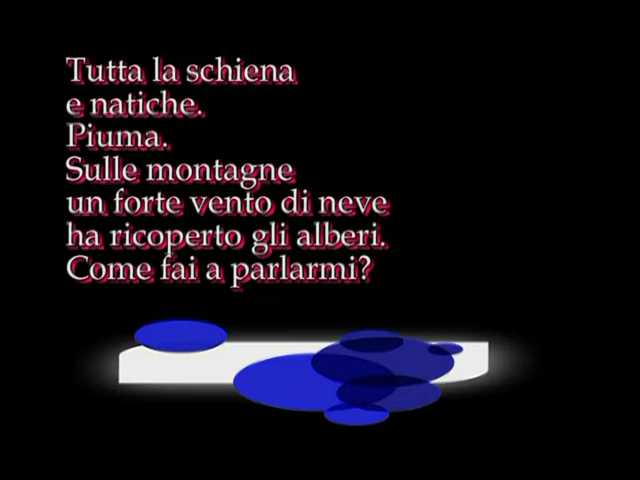 Tutta la schiena
e natiche.
Piuma.
Sulle montagne
un forte vento di neve
ha ricoperto gli alberi.
Come fai a parlarmi?